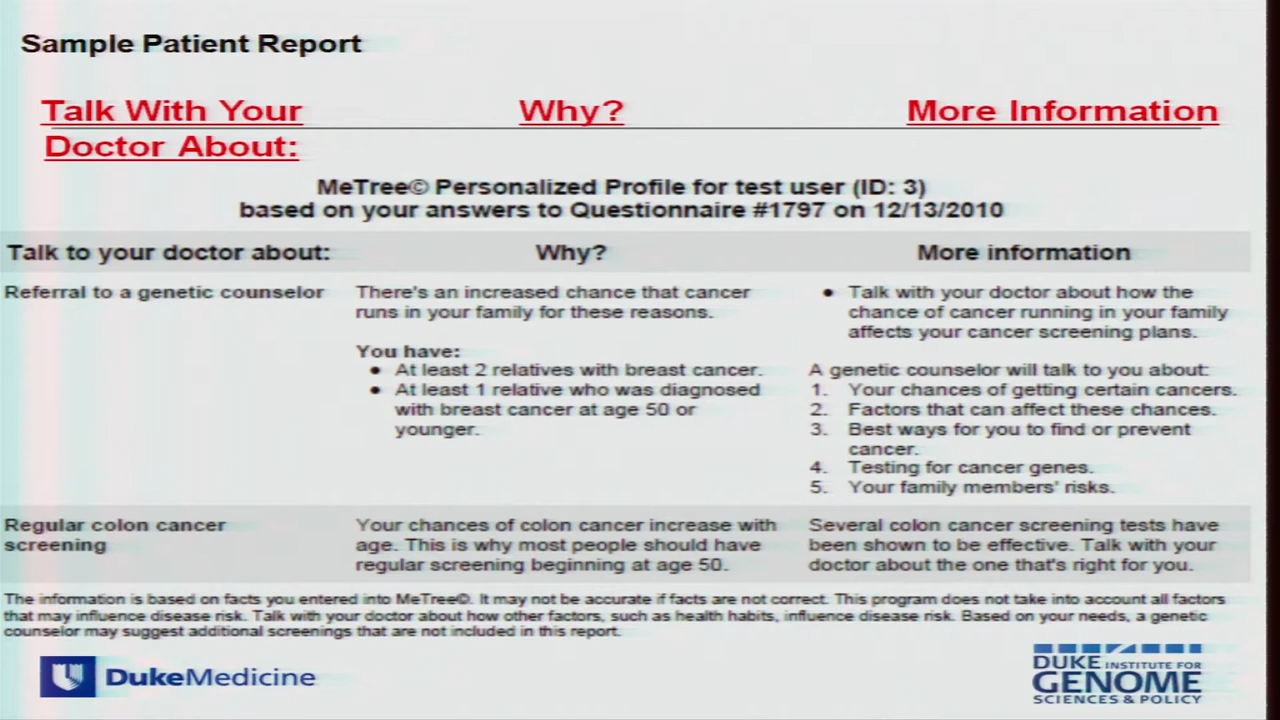 Sample Patient Report
Talk With Your
Doctor About:
Why?
More Information
MeTree© Personalized Profile for test user (ID: 3)
based on your answers to Questionnaire #1797 on 12/13/2010
Talk to your doctor about:
Why?
More information
Referral to a genetic counselor
There's an increased chance that cancer
runs in your family for these reasons.
You have:
• At least 2 relatives with breast cancer.
• At least 1 relative who was diagnosed
with breast cancer at age 50 or
younger.
• Talk with your doctor about how the
chance of cancer running in your family
affects your cancer screening plans.
A genetic counselor will talk to you about:
1. Your chances of getting certain cancers.
2. Factors that can affect these chances.
3. Best ways for you to find or prevent
cancer.
4. Testing for cancer genes.
5. Your family members' risks.
Regular colon cancer
screening
Your chances of colon cancer increase with
age. This is why most people should have
regular screening beginning at age 50.
Several colon cancer screening tests have
been shown to be effective. Talk with your
doctor about the one that's right for you.
The information is based on facts you entered into MeTree©. It may not be accurate if facts are not correct. This program does not take into account all factors
that may influence disease risk. Talk with your doctor about how other factors, such as health habits, influence disease risk. Based on your needs, a genetic
counselor may suggest additional screenings that are not included in this report.
DukeMedicine
DUKE INSTITUTE FOR
GENOME
SCIENCES & POLICY